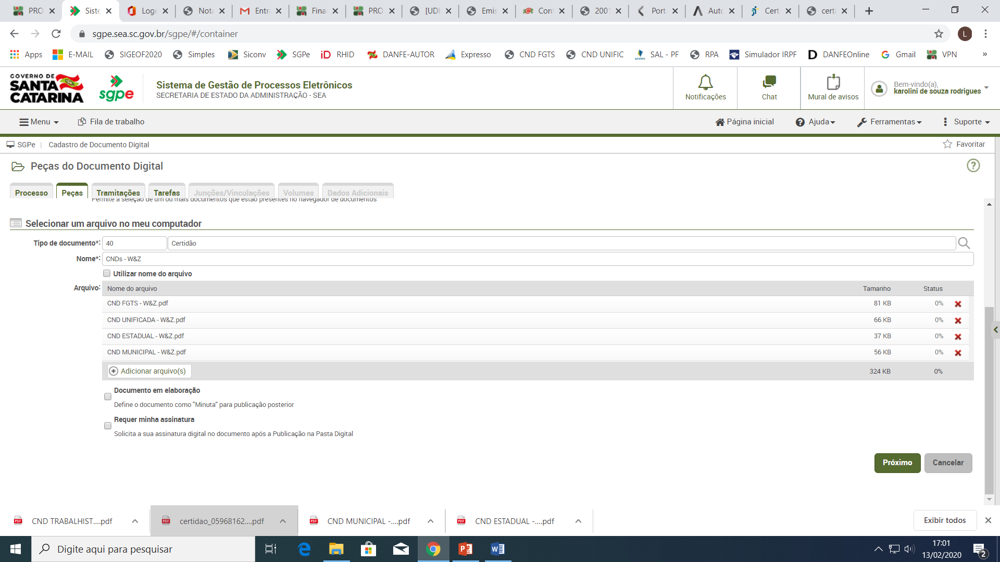 PRO
Siste
Logo
Nota
Entra
Finan
PRO
[UDE
Emis
Con
2001
Port
Auto
Cert
certi
sgpe.sea.sc.gov.br/sgpe/#/container
L
Apps
E-MAIL
SIGEOF2020
Simples
Siconv
SGPe
RHID
DANFE-AUTOR
Expresso
CND FGTS
CND UNIFIC
SAL - PF
RPA
Simulador IRPF
DANFEOnline
Gmail
VPN
»
GOVERNO DE
SANTA
CATARINA
sgpe
Sistema de Gestão de Processos Eletrônicos
SECRETARIA DE ESTADO DA ADMINISTRAÇÃO - SEA
Notificações
Chat
Mural de avisos
Bem-vindo(a),
karolini de souza rodrigues
Menu
Fila de trabalho
Página inicial
Ajuda
Ferramentas
Suporte
SGPe | Cadastro de Documento Digital
Favoritar
Peças do Documento Digital
Processo
Peças
Tramitações
Tarefas
Junções/Vinculações
Volumes
Dados Adicionais
Permite a seleção de um ou mais documentos que estão presentes no navegador de documentos
Selecionar um arquivo no meu computador
Tipo de documento*: 40 Certidão
Nome*: CNDs - W&Z
Utilizar nome do arquivo
Arquivo: Nome do arquivo Tamanho Status
CND FGTS - W&Z.pdf 81 KB 0%
CND UNIFICADA - W&Z.pdf 66 KB 0%
CND ESTADUAL - W&Z.pdf 37 KB 0%
CND MUNICIPAL - W&Z.pdf 56 KB 0%
Adicionar arquivo(s) 324 KB 0%
Documento em elaboração
Define o documento como "Minuta" para publicação posterior
Requer minha assinatura
Solicita a sua assinatura digital no documento após a Publicação na Pasta Digital
Próximo
Cancelar
CND TRABALHIST....pdf
certidao_05968162....pdf
CND MUNICIPAL -....pdf
CND ESTADUAL -....pdf
Exibir todos
Digite aqui para pesquisar
17:01
13/02/2020
2